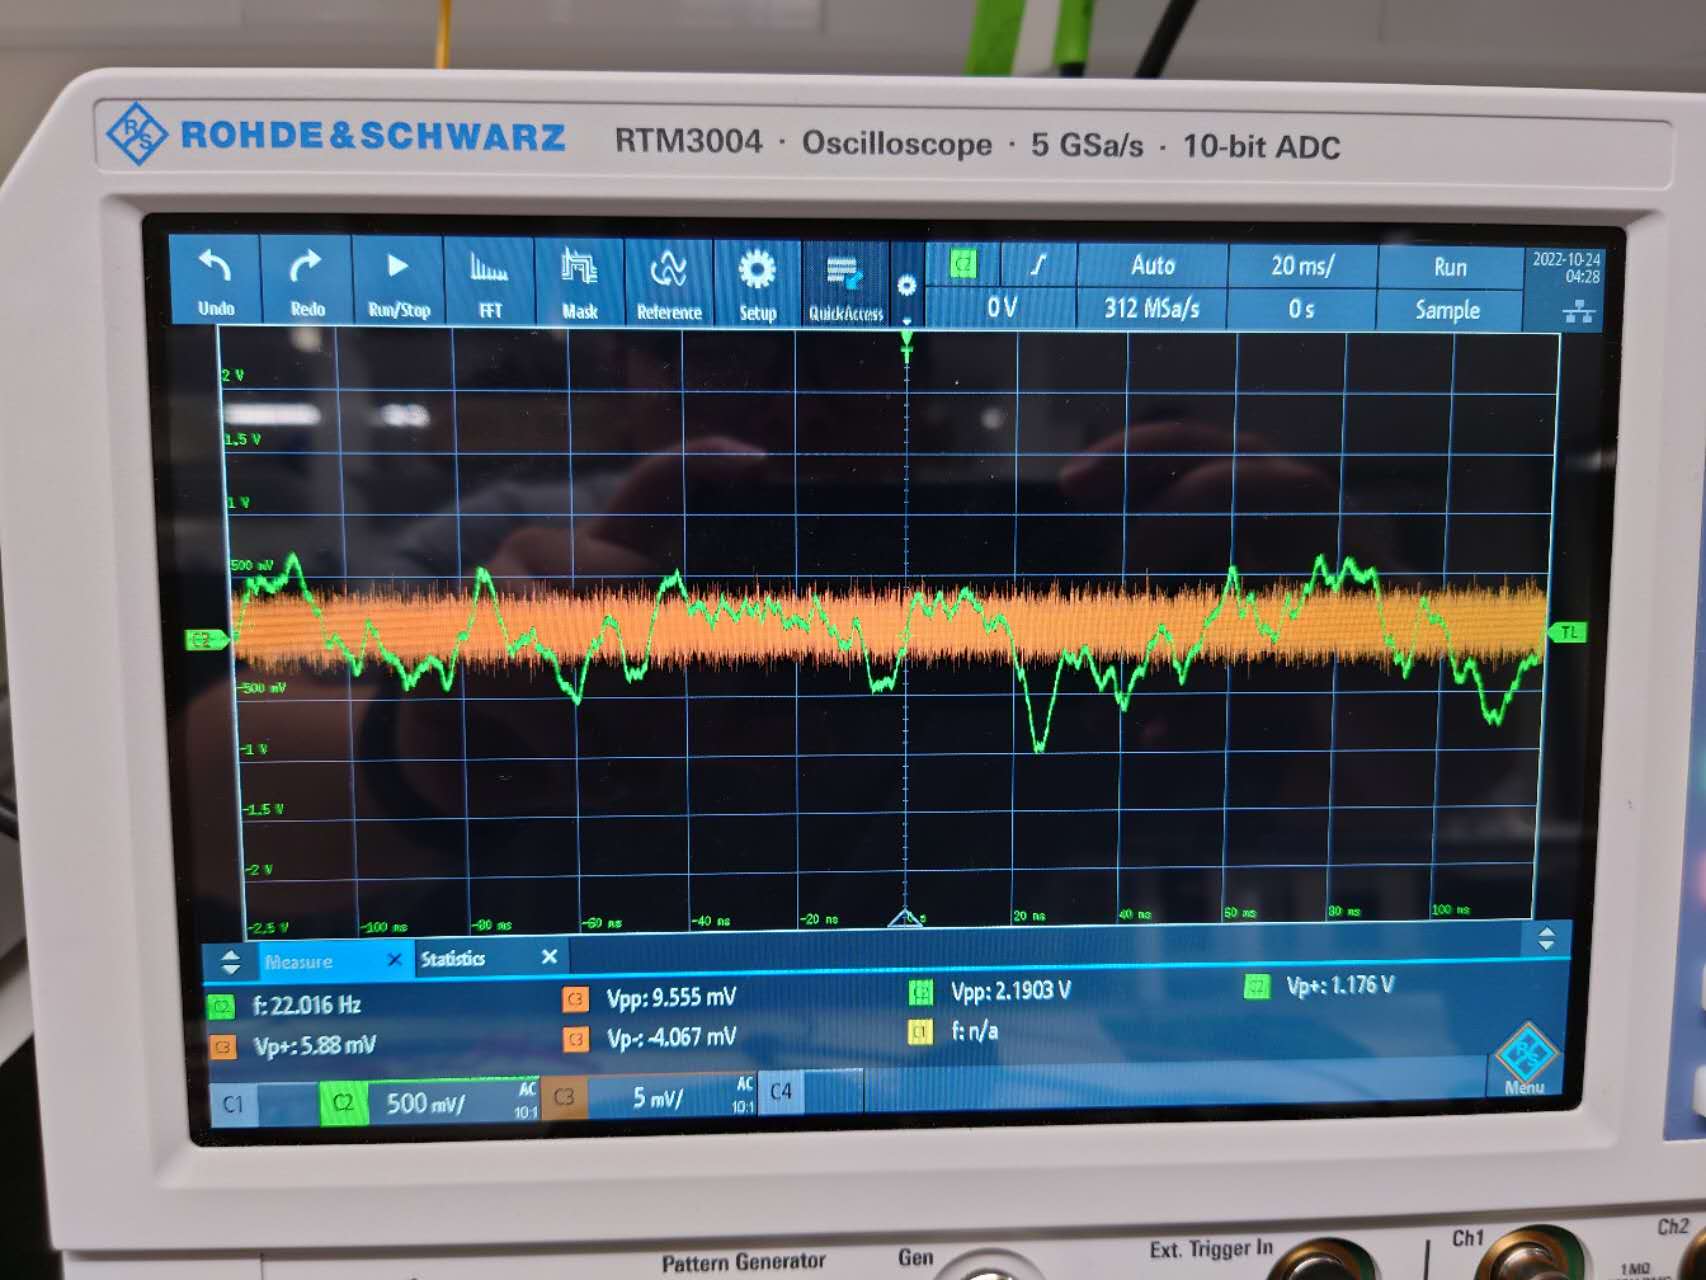 ROHDE&SCHWARZ RTM3004 · Oscilloscope · 5 GSa/s · 10-bit ADC
Undo Redo Run/Stop FFT Mask Reference Setup QuickAccess
C2 Auto 20 ms/ Run
0 V 312 MSa/s 0 s Sample
2022-10-24
04:28
T
2 V
1.5 V
1 V
500 mV
C2
TL
-500 mV
-1 V
-1.5 V
-2 V
-2.5 V -100 ms -80 ms -60 ms -40 ms -20 ms 20 ms 40 ms 60 ms 80 ms 100 ms
Measure × Statistics ×
C2 f: 22.016 Hz C3 Vpp: 9.555 mV C2 Vpp: 2.1903 V C2 Vp+: 1.176 V
C3 Vp+: 5.88 mV C3 Vp-: -4.067 mV C1 f: n/a
Menu
C1 C2 500 mV/ AC 10:1 C3 5 mV/ AC 10:1 C4
Pattern Generator Gen Ext. Trigger In Ch1 Ch2
1MΩ